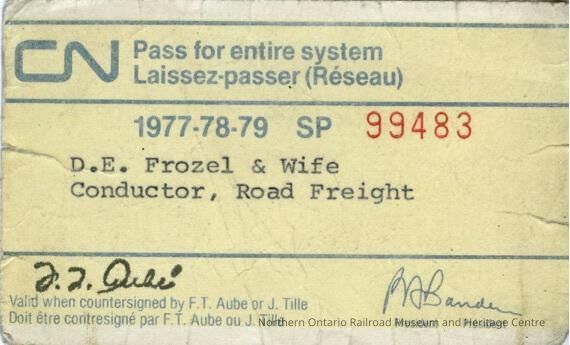 CN Pass for entire system
Laissez-passer (Réseau)
1977-78-79 SP 99483
D.E. Frozel & Wife
Conductor, Road Freight
F.T. Aubé
Valid when countersigned by F.T. Aube or J. Tille
Doit être contresigné par F.T. Aube ou J. Tille
Northern Ontario Railroad Museum and Heritage Centre